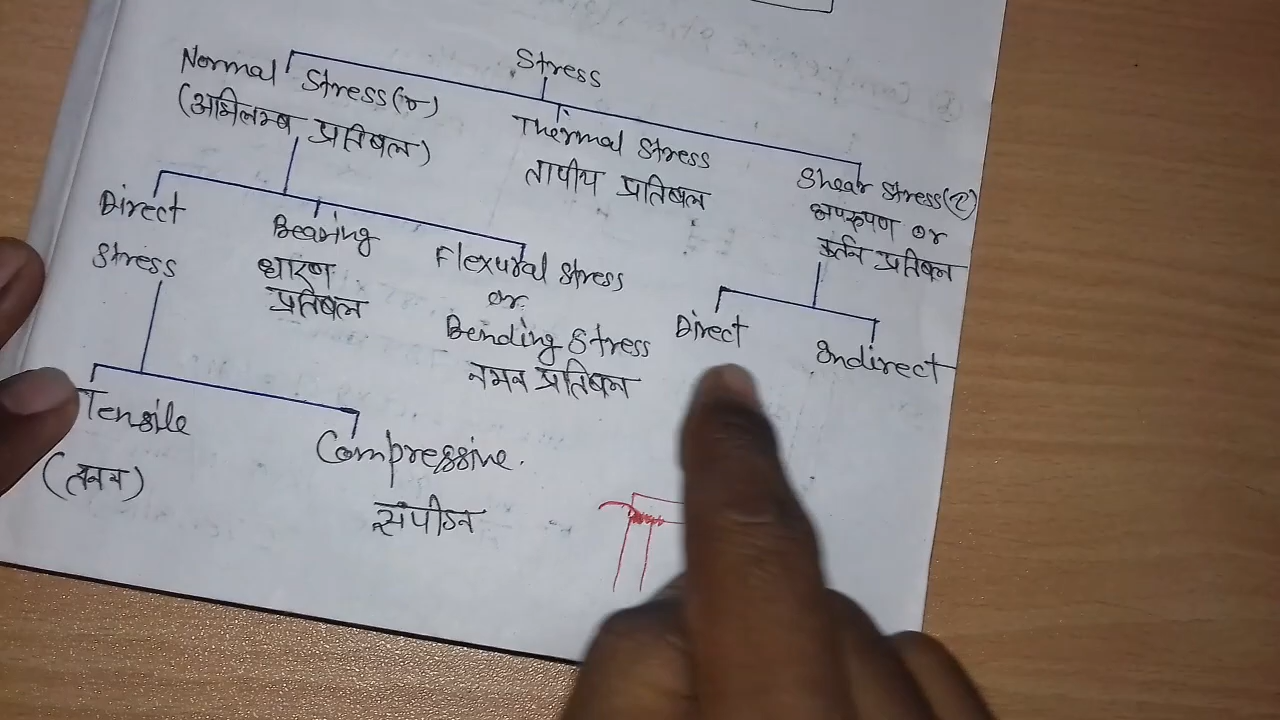 Stress
Normal Stress (σ)
(अभिलम्ब प्रतिबल)
Thermal Stress
तापीय प्रतिबल
Shear Stress (τ)
अपरूपण or
कर्तन प्रतिबल
Direct
Stress
Bearing
धारण
प्रतिबल
Flexural Stress
or
Bending Stress
नमन प्रतिबल
Direct
Indirect
Tensile
(तनन)
Compressive.
संपीडन